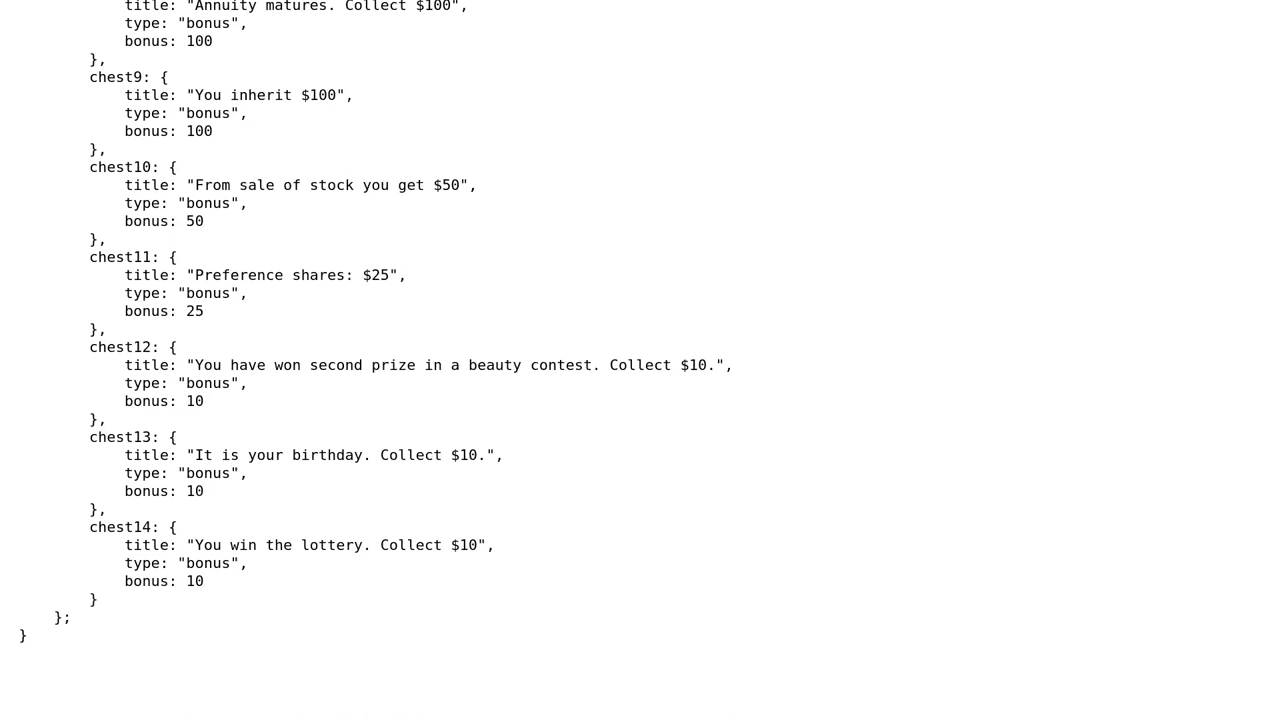 title: "Annuity matures. Collect $100",
type: "bonus",
bonus: 100
},
chest9: {
title: "You inherit $100",
type: "bonus",
bonus: 100
},
chest10: {
title: "From sale of stock you get $50",
type: "bonus",
bonus: 50
},
chest11: {
title: "Preference shares: $25",
type: "bonus",
bonus: 25
},
chest12: {
title: "You have won second prize in a beauty contest. Collect $10.",
type: "bonus",
bonus: 10
},
chest13: {
title: "It is your birthday. Collect $10.",
type: "bonus",
bonus: 10
},
chest14: {
title: "You win the lottery. Collect $10",
type: "bonus",
bonus: 10
}
};
}